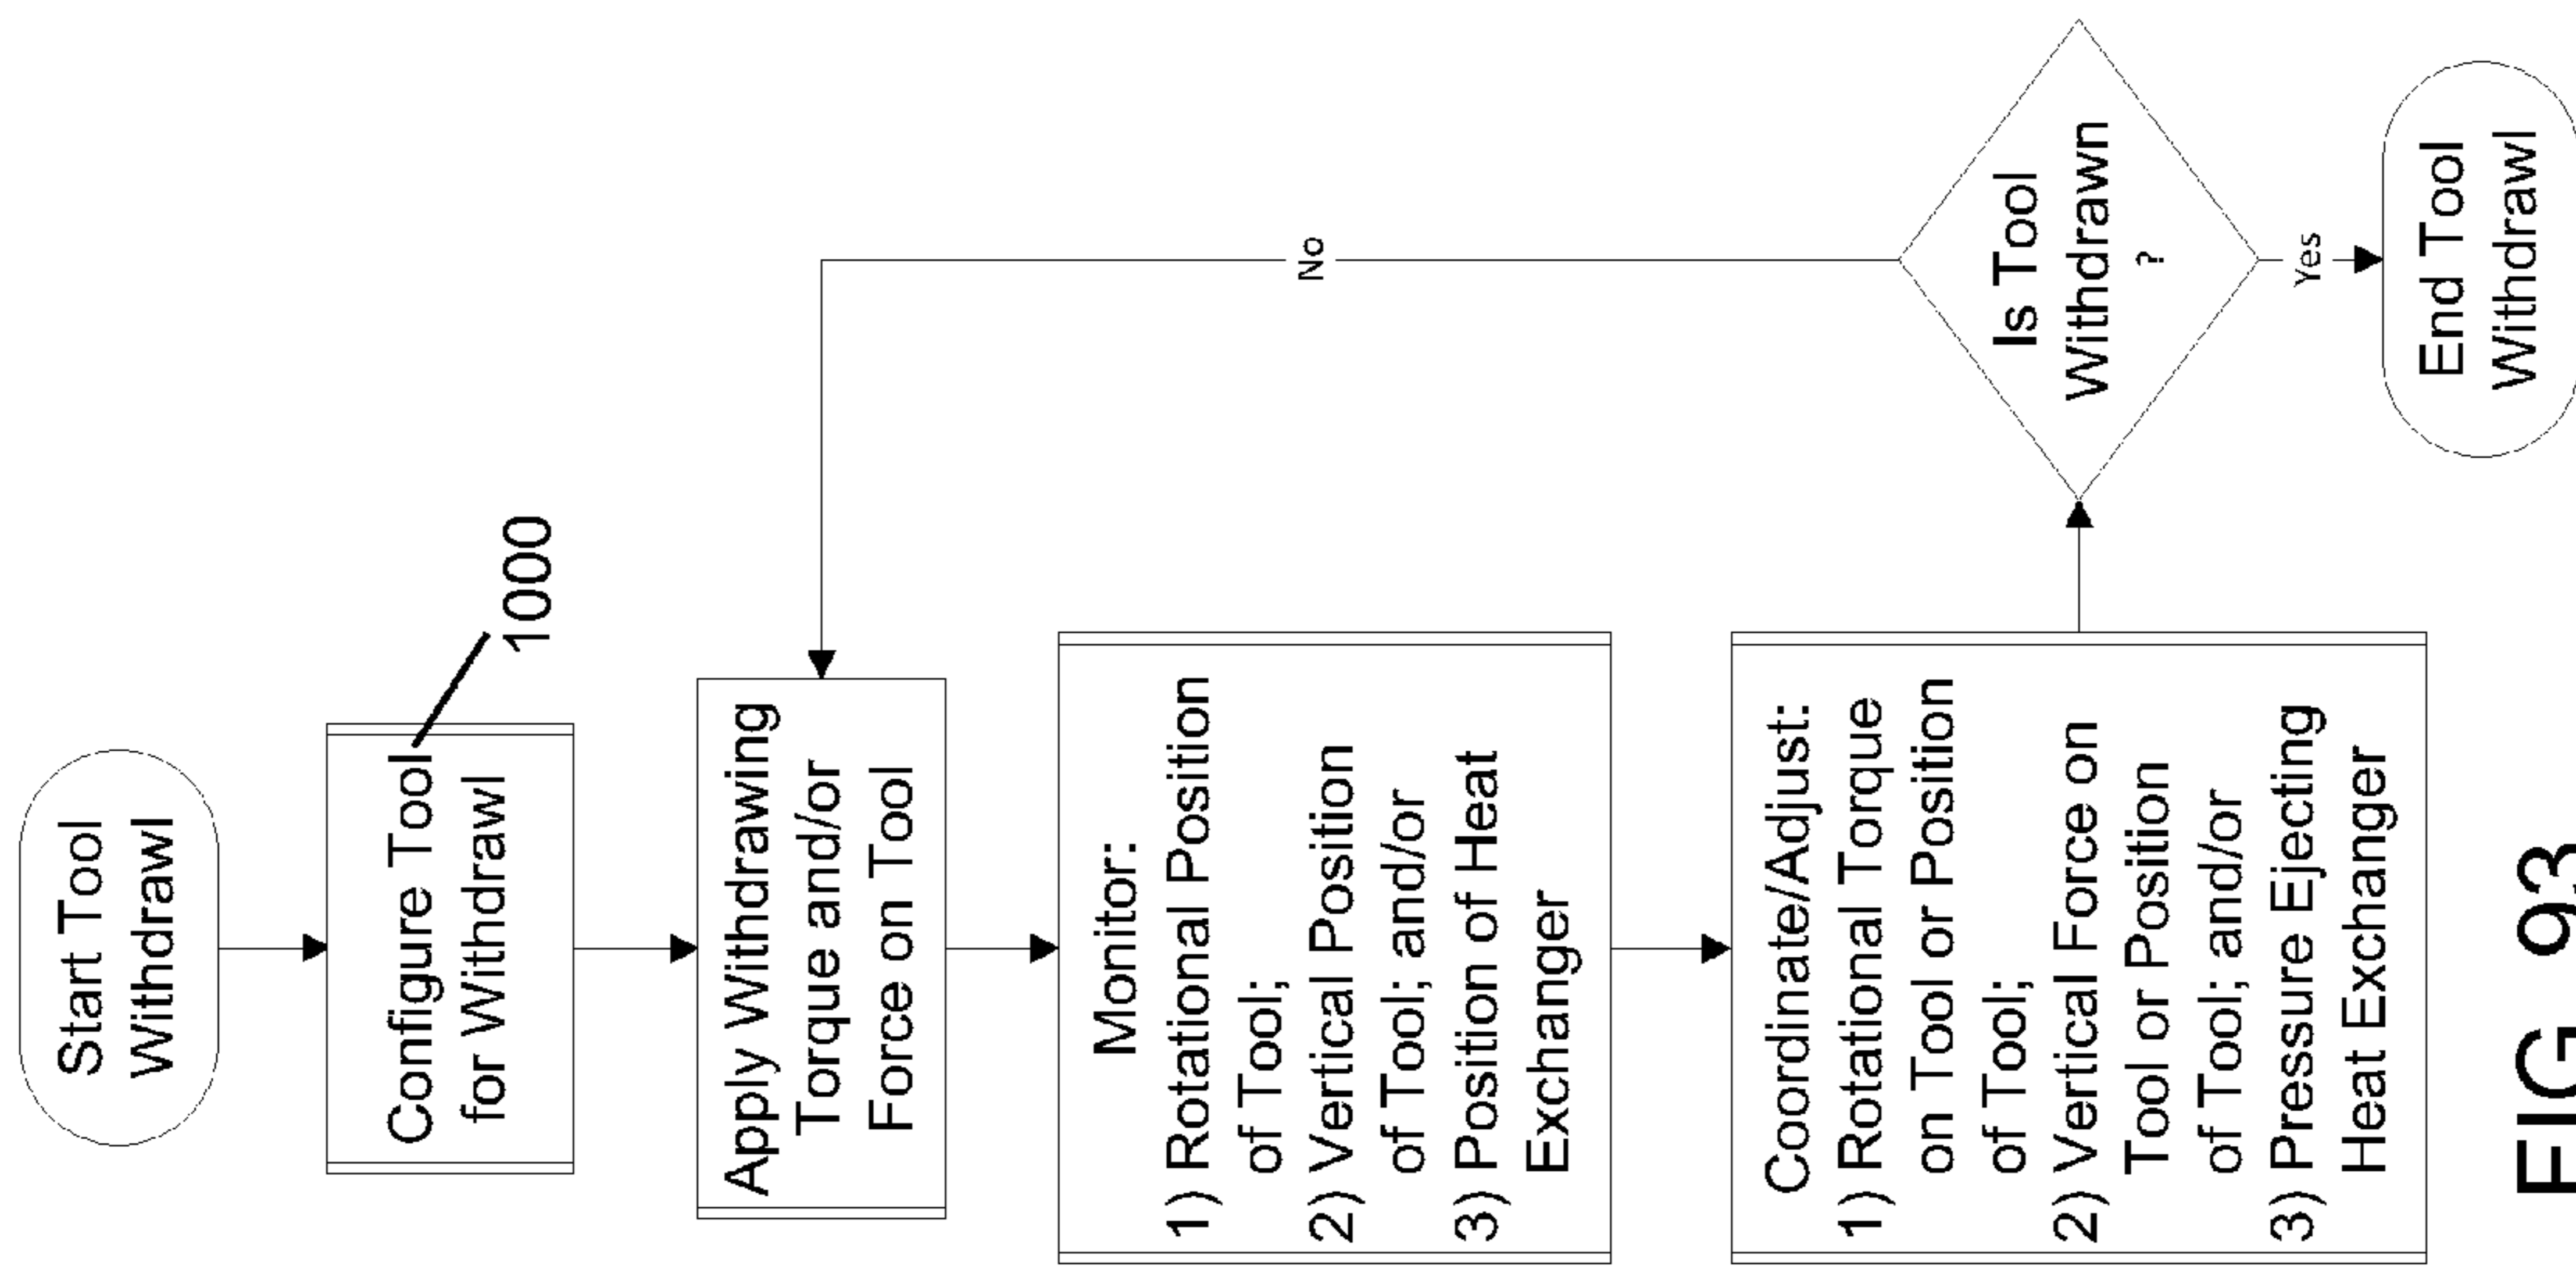 Start Tool
Withdrawl
Configure Tool
for Withdrawl
1000
Apply Withdrawing
Torque and/or
Force on Tool
Monitor:
1) Rotational Position
of Tool;
2) Vertical Position
of Tool; and/or
3) Position of Heat
Exchanger
Coordinate/Adjust:
1) Rotational Torque
on Tool or Position
of Tool;
2) Vertical Force on
Tool or Position
of Tool; and/or
3) Pressure Ejecting
Heat Exchanger
Is Tool
Withdrawn
?
No
Yes
End Tool
Withdrawl
FIG 93